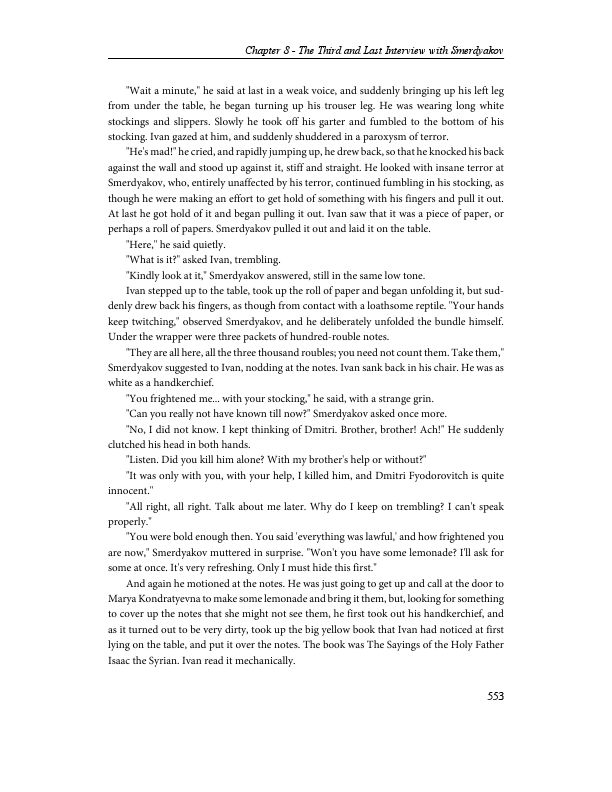 Chapter 8 - The Third and Last Interview with Smerdyakov
"Wait a minute," he said at last in a weak voice, and suddenly bringing up his left leg
from under the table, he began turning up his trouser leg. He was wearing long white
stockings and slippers. Slowly he took off his garter and fumbled to the bottom of his
stocking. Ivan gazed at him, and suddenly shuddered in a paroxysm of terror.
"He's mad!" he cried, and rapidly jumping up, he drew back, so that he knocked his back
against the wall and stood up against it, stiff and straight. He looked with insane terror at
Smerdyakov, who, entirely unaffected by his terror, continued fumbling in his stocking, as
though he were making an effort to get hold of something with his fingers and pull it out.
At last he got hold of it and began pulling it out. Ivan saw that it was a piece of paper, or
perhaps a roll of papers. Smerdyakov pulled it out and laid it on the table.
"Here," he said quietly.
"What is it?" asked Ivan, trembling.
"Kindly look at it," Smerdyakov answered, still in the same low tone.
Ivan stepped up to the table, took up the roll of paper and began unfolding it, but sud-
denly drew back his fingers, as though from contact with a loathsome reptile. "Your hands
keep twitching," observed Smerdyakov, and he deliberately unfolded the bundle himself.
Under the wrapper were three packets of hundred-rouble notes.
"They are all here, all the three thousand roubles; you need not count them. Take them,"
Smerdyakov suggested to Ivan, nodding at the notes. Ivan sank back in his chair. He was as
white as a handkerchief.
"You frightened me... with your stocking," he said, with a strange grin.
"Can you really not have known till now?" Smerdyakov asked once more.
"No, I did not know. I kept thinking of Dmitri. Brother, brother! Ach!" He suddenly
clutched his head in both hands.
"Listen. Did you kill him alone? With my brother's help or without?"
"It was only with you, with your help, I killed him, and Dmitri Fyodorovitch is quite
innocent."
"All right, all right. Talk about me later. Why do I keep on trembling? I can't speak
properly."
"You were bold enough then. You said 'everything was lawful,' and how frightened you
are now," Smerdyakov muttered in surprise. "Won't you have some lemonade? I'll ask for
some at once. It's very refreshing. Only I must hide this first."
And again he motioned at the notes. He was just going to get up and call at the door to
Marya Kondratyevna to make some lemonade and bring it them, but, looking for something
to cover up the notes that she might not see them, he first took out his handkerchief, and
as it turned out to be very dirty, took up the big yellow book that Ivan had noticed at first
lying on the table, and put it over the notes. The book was The Sayings of the Holy Father
Isaac the Syrian. Ivan read it mechanically.
553